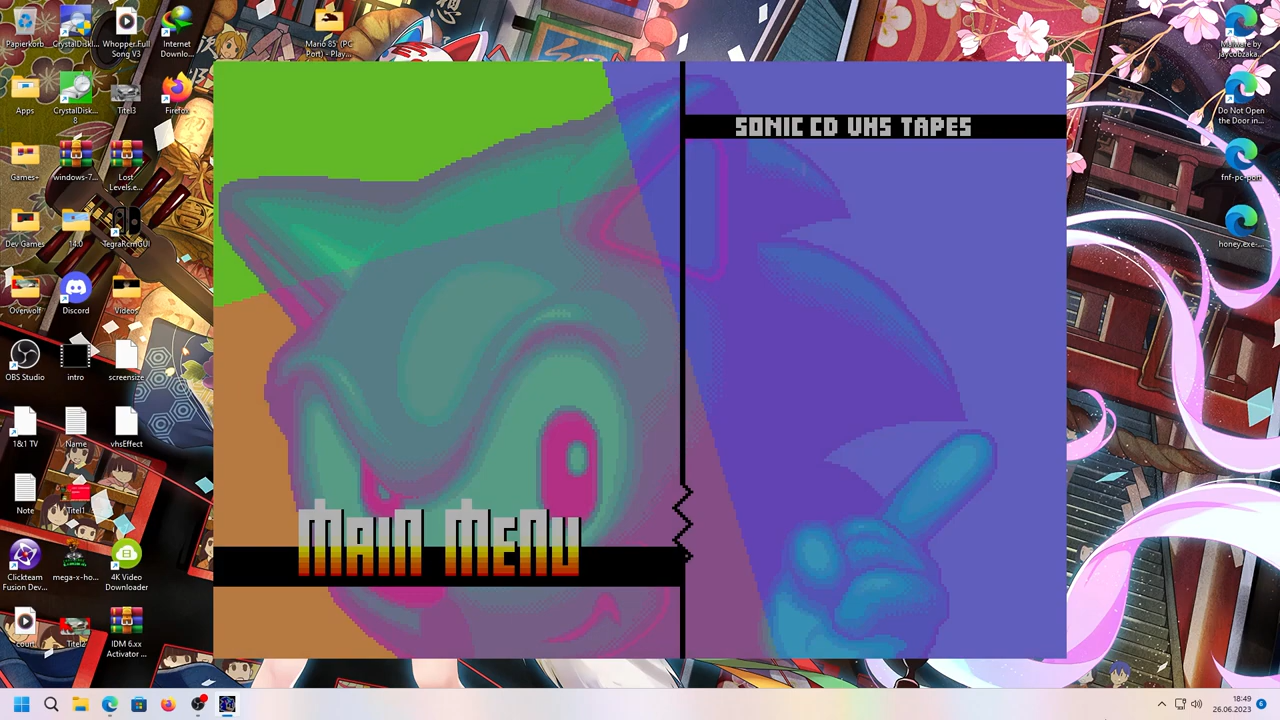 Papierkorb
CrystalDiskI...
Whopper.Full
Song V3
Internet
Downlo...
Mario 85 (PC
Port) - Play...
Do Not Open
the Door in...
Apps
CrystalDisk...
8
Titel3
Firefox
SONIC CD VHS TAPES
Games+
windows-7...
Lost
Levels.e...
fnf-pc-port
Dev Games
14.0
TegraRcmGUI
honey.exe-...
Overwolf
Discord
Videos
OBS Studio
intro
screensize
1&1 TV
Name
vhsEffect
Note
Titel1
MAIN MENU
Clickteam
Fusion Dev...
mega-x-ho...
4K Video
Downloader
Titel2
IDM 6.xx
Activator ...
18:49
26.06.2023
6